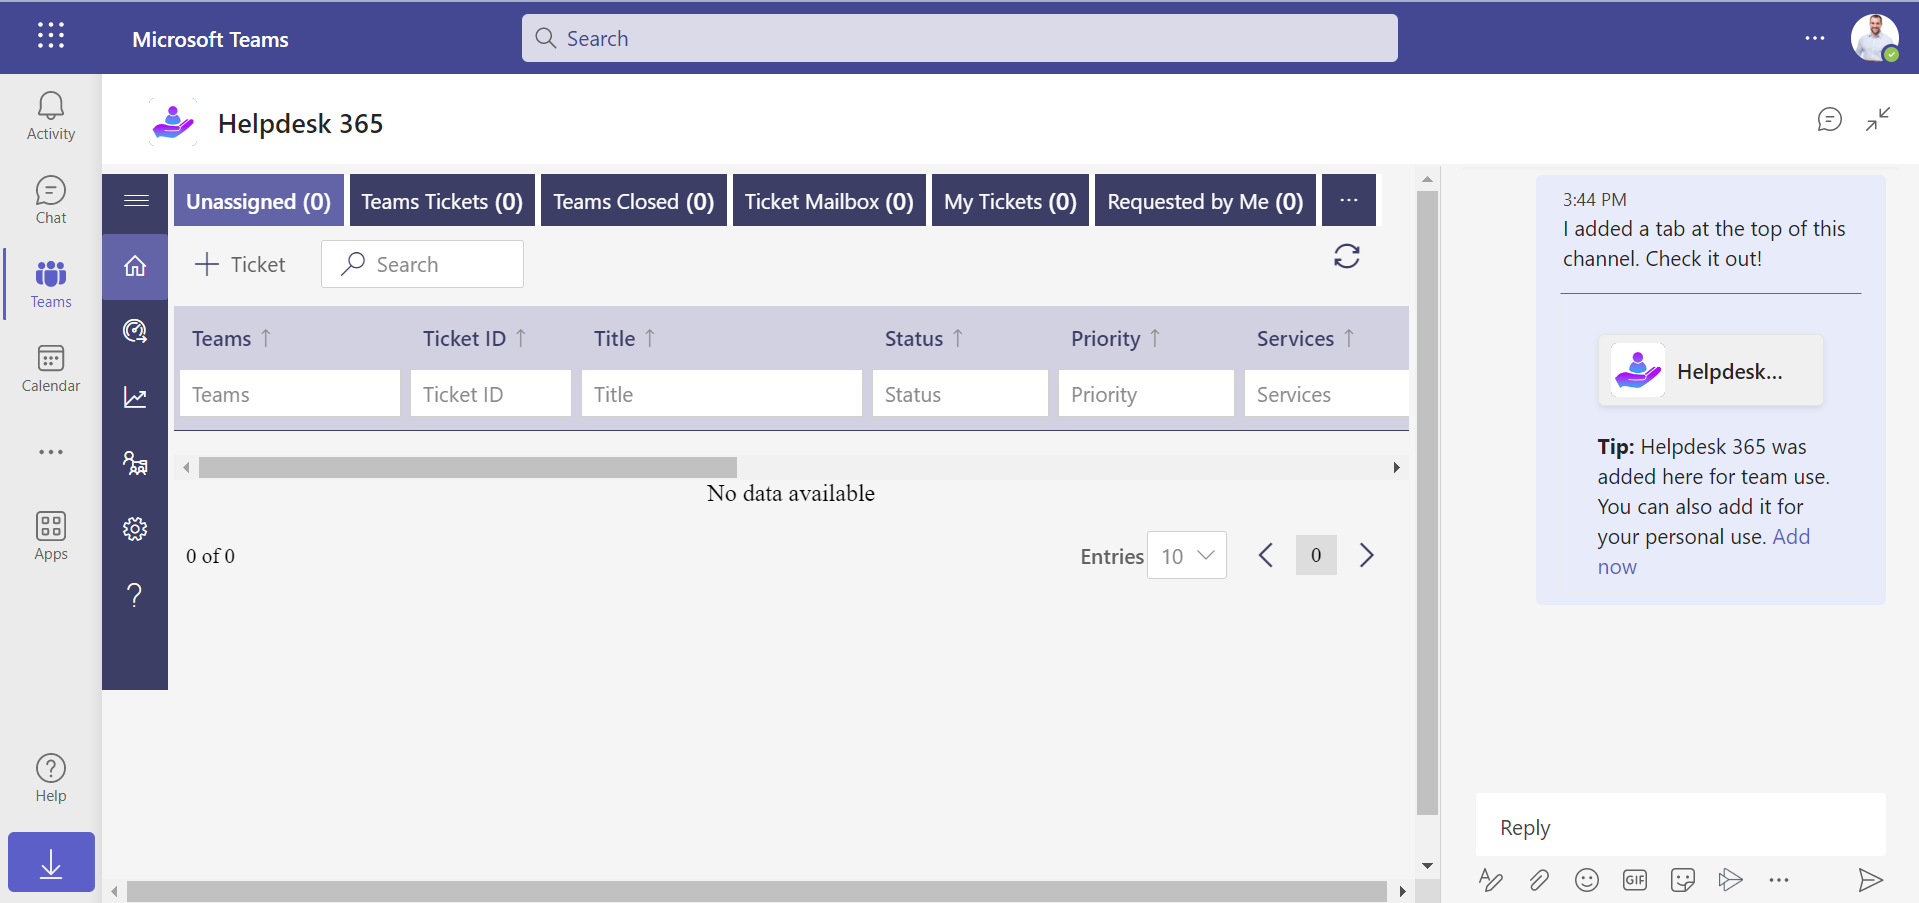 Microsoft Teams
Search
Activity
Chat
Teams
Calendar
Apps
Help
Helpdesk 365
Unassigned (0) Teams Tickets (0) Teams Closed (0) Ticket Mailbox (0) My Tickets (0) Requested by Me (0)
Ticket Search
Teams Ticket ID Title Status Priority Services
Teams Ticket ID Title Status Priority Services
No data available
0 of 0 Entries 10 0
3:44 PM
I added a tab at the top of this
channel. Check it out!
Helpdesk...
Tip: Helpdesk 365 was
added here for team use.
You can also add it for
your personal use. Add
now
Reply
GIF